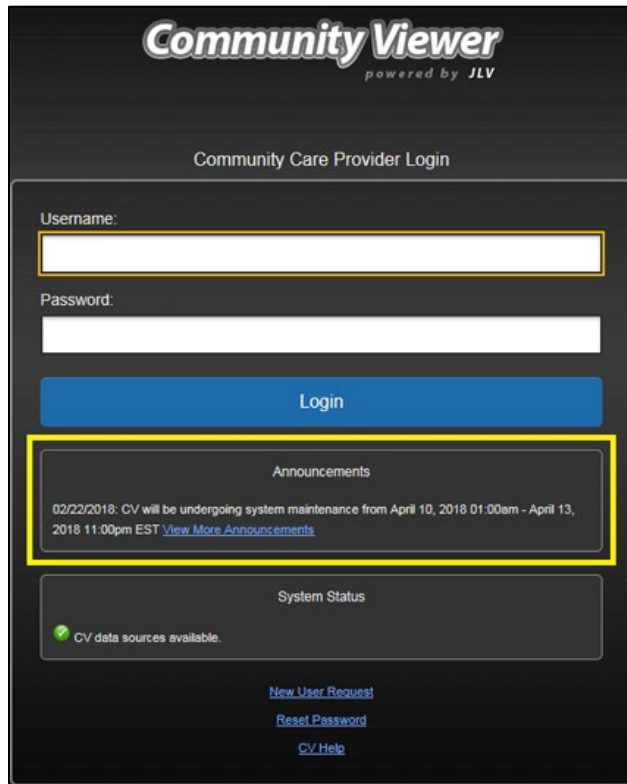 Community Viewer
powered by JLV
Community Care Provider Login
Username:
Password:
Login
Announcements
02/22/2018: CV will be undergoing system maintenance from April 10, 2018 01:00am - April 13,
2018 11:00pm EST View More Announcements
System Status
CV data sources available.
New User Request
Reset Password
CV Help